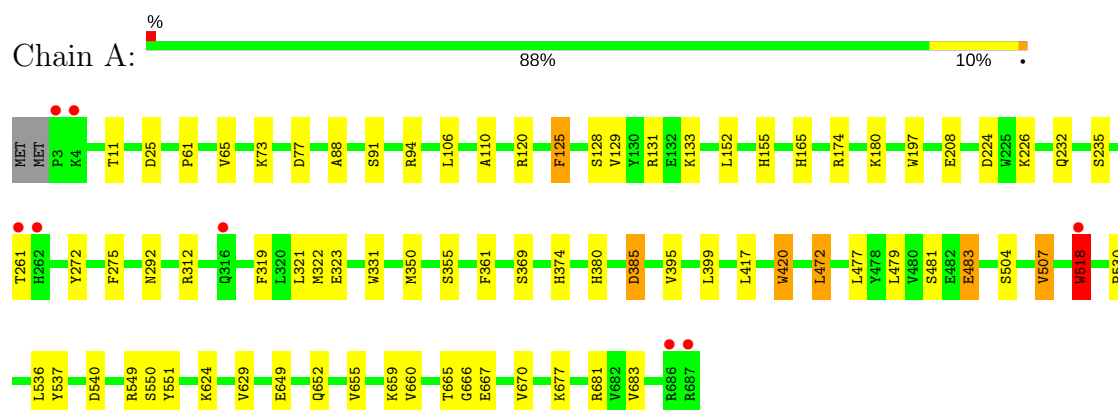 %
Chain A:
88% 10% •
MET MET P3 K4 T11 D25 P61 V65 K73 D77 A88 S91 R94 L106 A110 R120 F125 S128 V129 Y130 R131 E132 K133 L152 H155 H165 R174 K180 W197 E208 D224 W225 K226 Q232 S235
T261 H262 Y272 F275 N292 R312 Q316 F319 L320 L321 M322 E323 W331 M350 S355 F361 S369 H374 H380 D385 V395 L399 L417 W420 L472 L477 Y478 L479 V480 S481 E482 E483 S504 V507 W518 R530
L536 Y537 D540 R549 S550 Y551 K624 V629 E649 Q652 V655 K659 V660 T665 G666 E667 V670 K677 R681 V682 V683 R686 R687